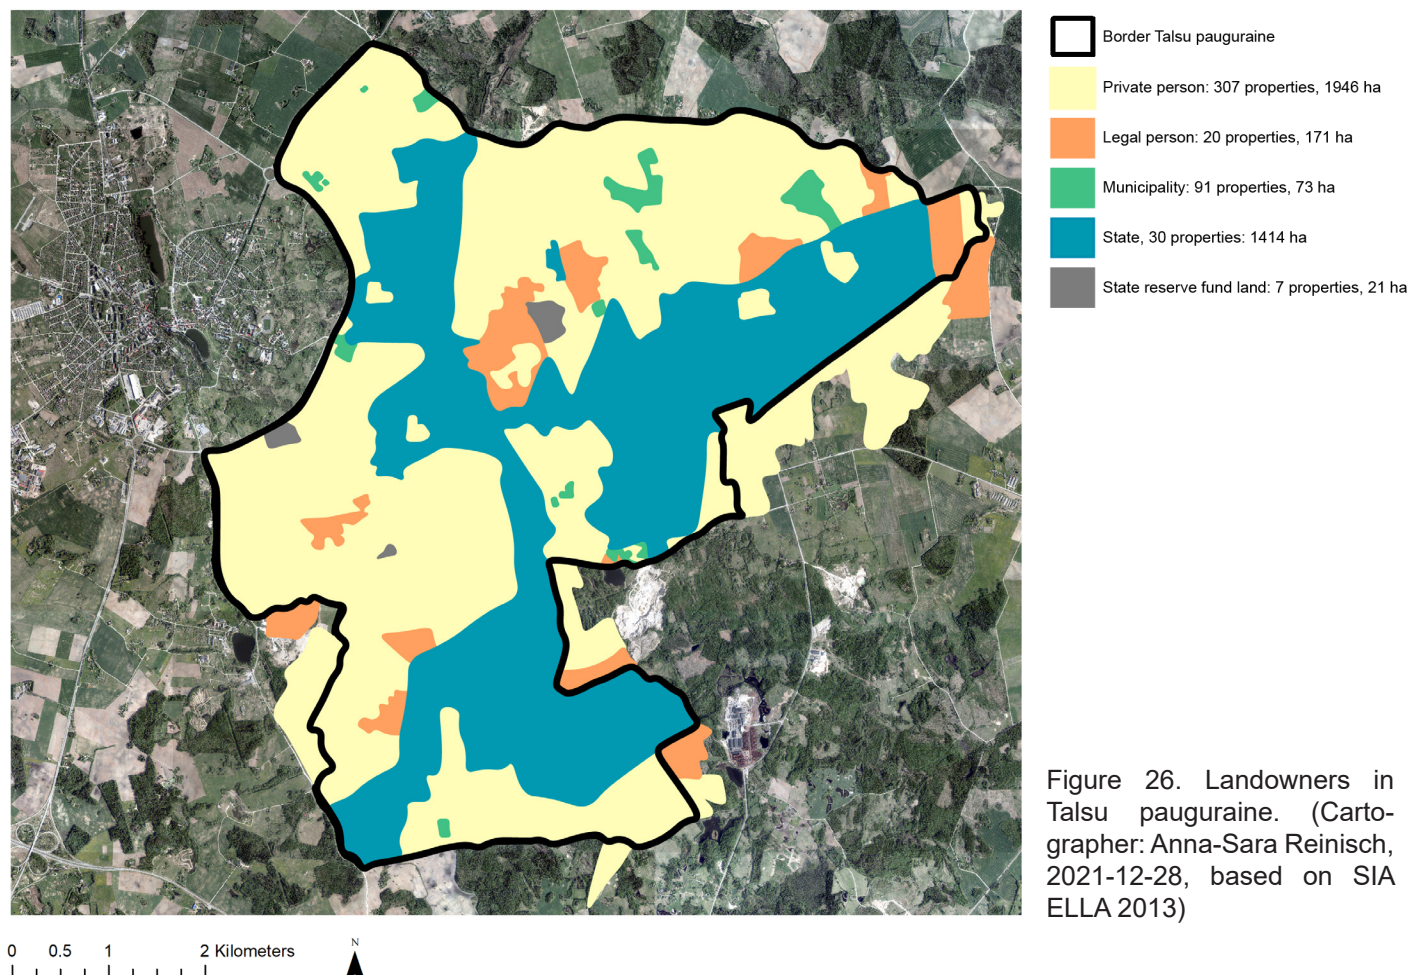 Border Talsu pauguraine
Private person: 307 properties, 1946 ha
Legal person: 20 properties, 171 ha
Municipality: 91 properties, 73 ha
State, 30 properties: 1414 ha
State reserve fund land: 7 properties, 21 ha
Figure 26. Landowners in
Talsu pauguraine. (Carto-
grapher: Anna-Sara Reinisch,
2021-12-28, based on SIA
ELLA 2013)
0 0.5 1 2 Kilometers
N